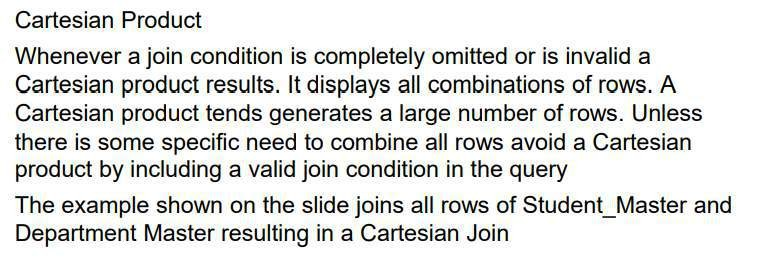 Cartesian Product
Whenever a join condition is completely omitted or is invalid a
Cartesian product results. It displays all combinations of rows. A
Cartesian product tends generates a large number of rows. Unless
there is some specific need to combine all rows avoid a Cartesian
product by including a valid join condition in the query
The example shown on the slide joins all rows of Student_Master and
Department Master resulting in a Cartesian Join